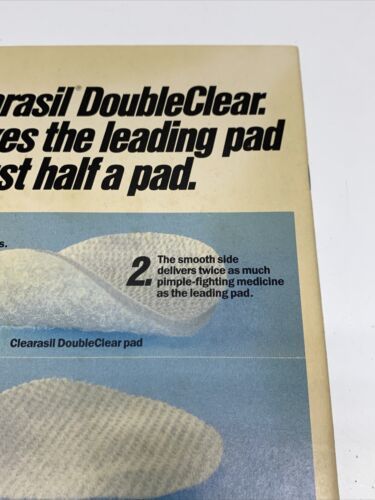 arasil® DoubleClear.
es the leading pad
st half a pad.
s.
2. The smooth side
delivers twice as much
pimple-fighting medicine
as the leading pad.
Clearasil DoubleClear pad